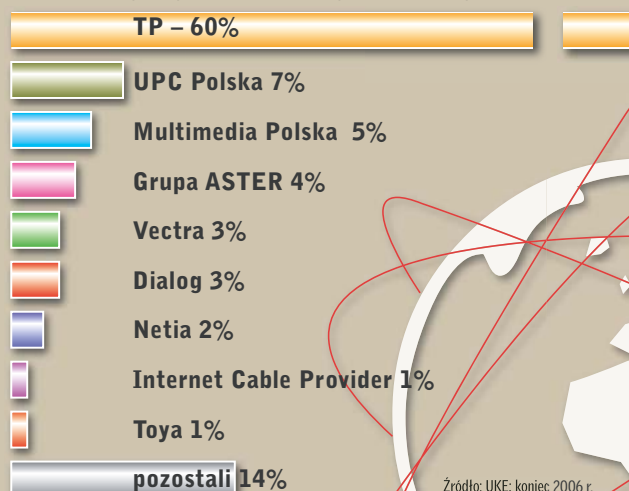 TP – 60%
UPC Polska 7%
Multimedia Polska 5%
Grupa ASTER 4%
Vectra 3%
Dialog 3%
Netia 2%
Internet Cable Provider 1%
Toya 1%
pozostali 14%
Źródło: UKE; koniec 2006 r.